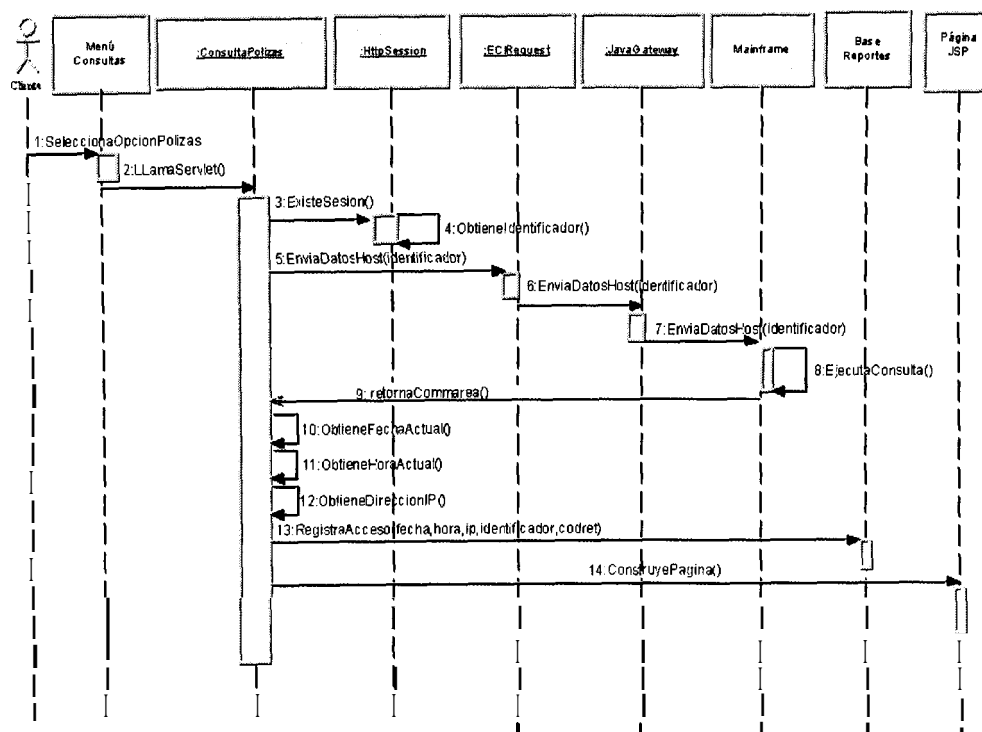 Menú
Consultas
:ConsultaPolizas
:HttpSession
:ECIRequest
:JavaGateway
Mainframe
Base
Reportes
Página
JSP
Cliente
1:SeleccionaOpcionPolizas
2:LLamaServlet()
3:ExisteSesion()
4:ObtieneIdentificador()
5:EnviaDatosHost(identificador)
6:EnviaDatosHost(identificador)
7:EnviaDatosHost(identificador)
8:EjecutaConsulta()
9: retornaCommarea()
10:ObtieneFechaActual()
11:ObtieneHoraActual()
12:ObtieneDireccionIP()
13:RegistraAcceso(fecha,hora,ip,identificador,codret)
14:ConstruyePagina()